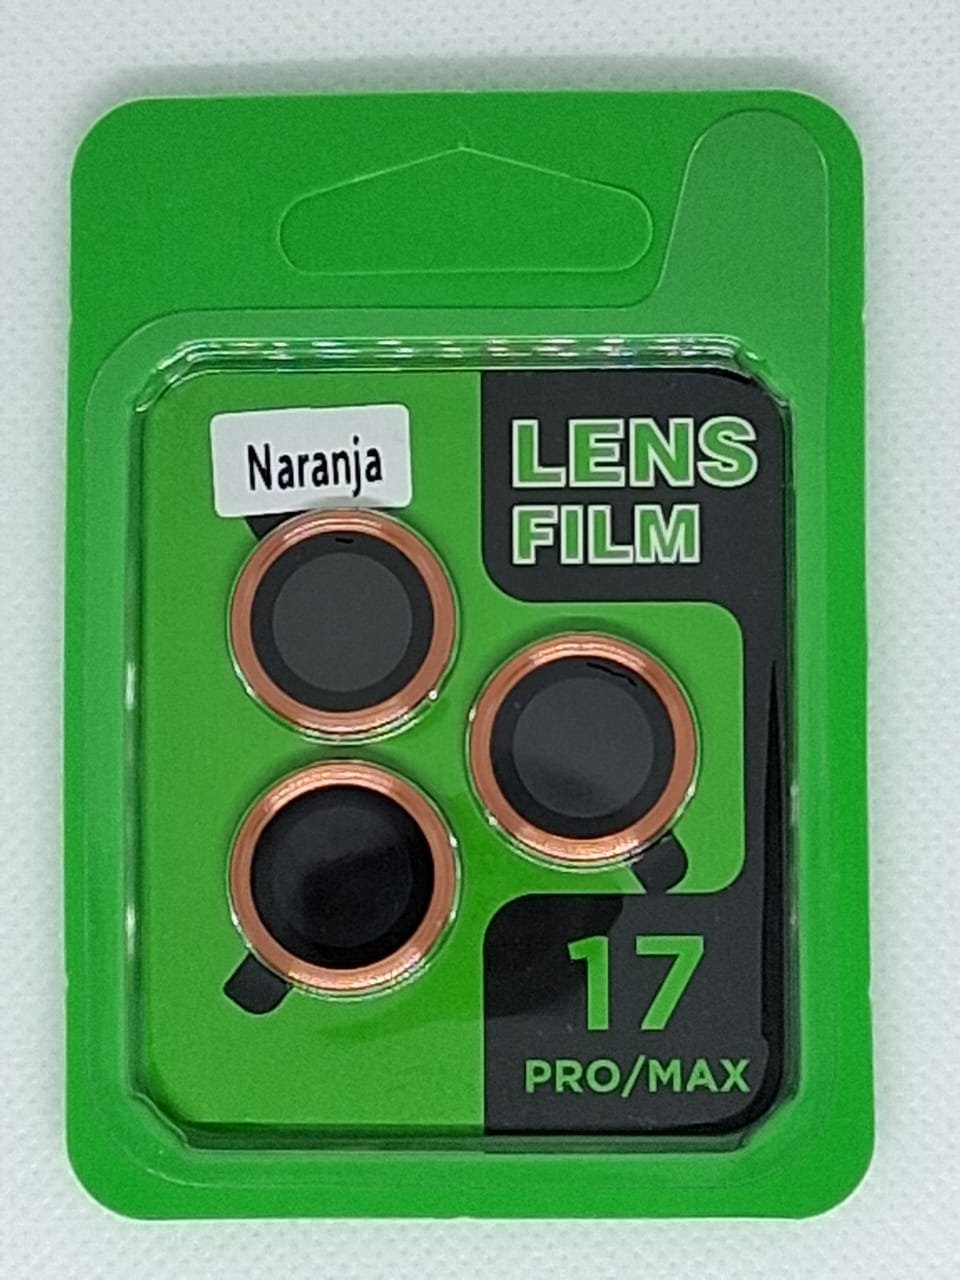 Naranja
LENS
FILM
17
PRO/MAX